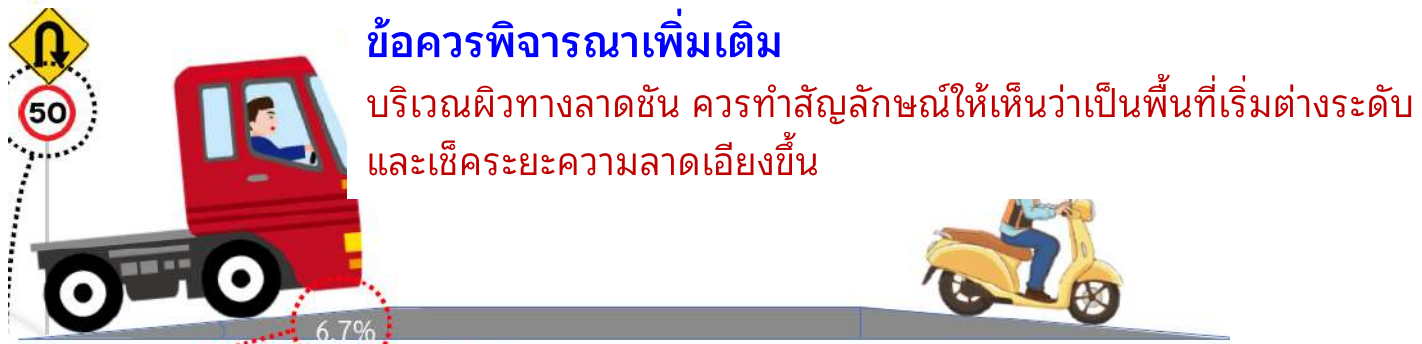 ข้อควรพิจารณาเพิ่มเติม
50
บริเวณผิวทางลาดชัน ควรทำสัญลักษณ์ให้เห็นว่าเป็นพื้นที่เริ่มต่างระดับ
และเช็คระยะความลาดเอียงขึ้น
6.7%